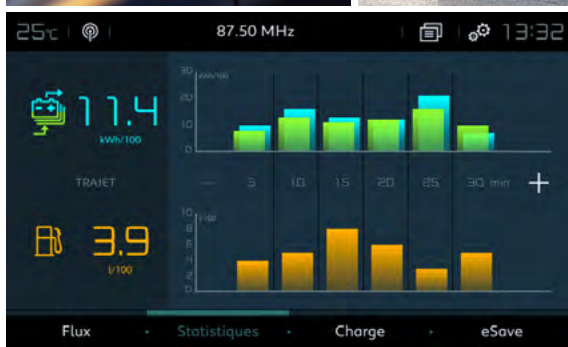 25°c 87.50 MHz 13:32
11.4
kWh/100
30 kWh/100
20
10
0
TRAJET
5 10 15 20 25 30 min +
3.9
l/100
10 l/100
8
6
4
2
0
Flux · Statistiques · Charge · eSave